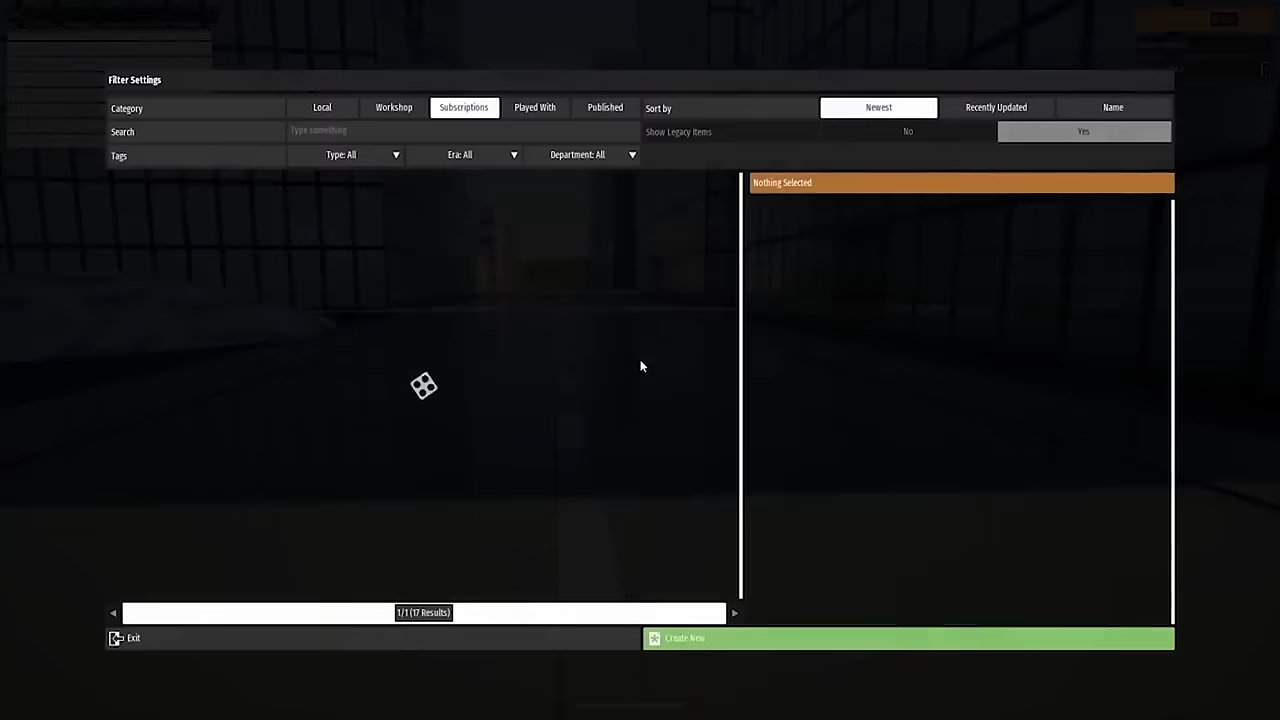 Filter Settings
Category Local Workshop Subscriptions Played With Published Sort by Newest Recently Updated Name
Search Type something Show Legacy Items No Yes
Tags Type: All Era: All Department: All
Nothing Selected
1/1 (17 Results)
Exit Create New